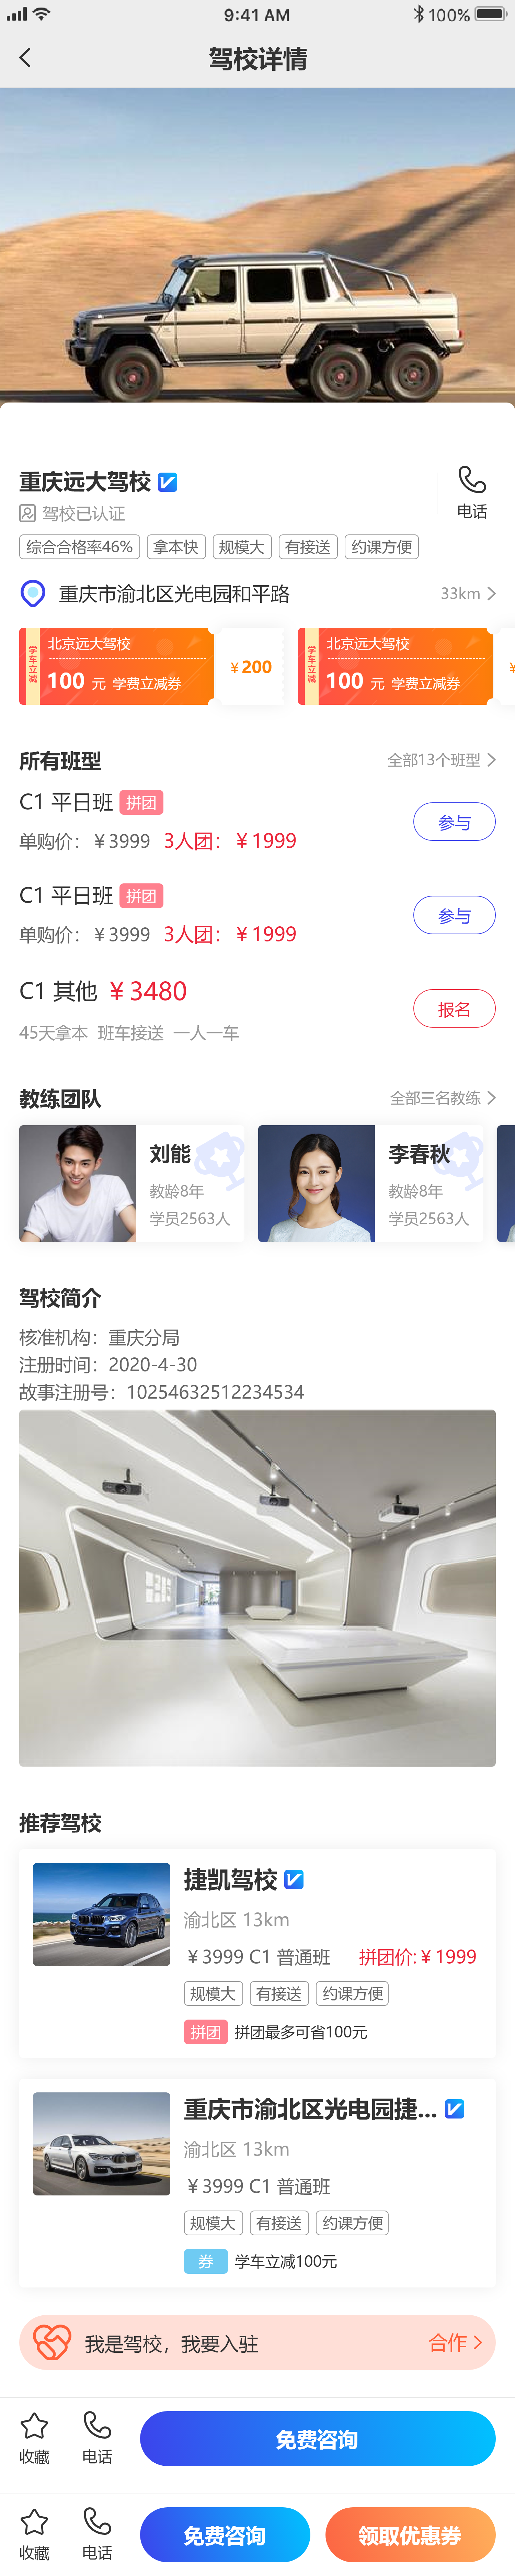 9:41 AM 100%
驾校详情
重庆远大驾校
电话
驾校已认证
综合合格率46% 拿本快 规模大 有接送 约课方便
重庆市渝北区光电园和平路 33km
学车立减 北京远大驾校 100 元 学费立减券 ¥200 学车立减 北京远大驾校 100 元 学费立减券 ¥
所有班型 全部13个班型
C1 平日班 拼团
单购价：¥3999 3人团：¥1999 参与
C1 平日班 拼团
单购价：¥3999 3人团：¥1999 参与
C1 其他 ¥3480 报名
45天拿本 班车接送 一人一车
教练团队 全部三名教练
刘能 李春秋
教龄8年 教龄8年
学员2563人 学员2563人
驾校简介
核准机构：重庆分局
注册时间：2020-4-30
故事注册号：10254632512234534
推荐驾校
捷凯驾校
渝北区 13km
¥3999 C1 普通班 拼团价:¥1999
规模大 有接送 约课方便
拼团 拼团最多可省100元
重庆市渝北区光电园捷...
渝北区 13km
¥3999 C1 普通班
规模大 有接送 约课方便
券 学车立减100元
我是驾校，我要入驻 合作
收藏 电话 免费咨询
收藏 电话 免费咨询 领取优惠券